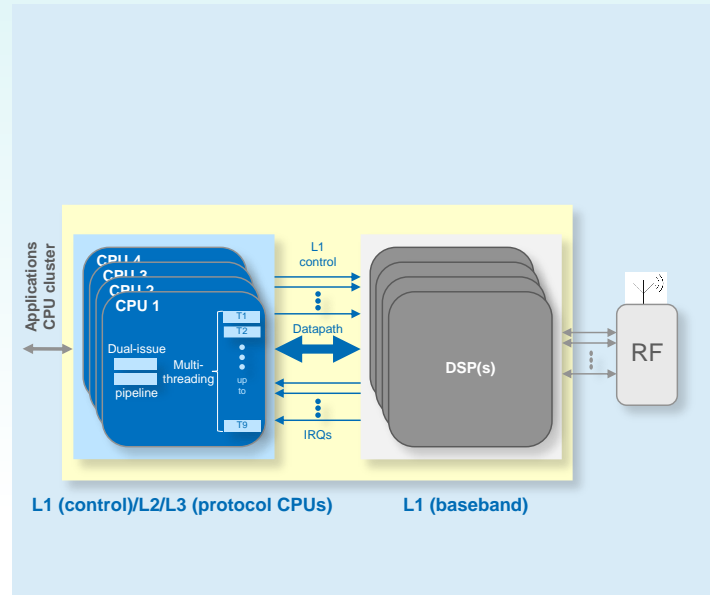 Applications
CPU cluster
CPU 4
CPU 3
CPU 2
CPU 1
Dual-issue
pipeline
Multi-
threading
T1
T2
up
to
T9
L1
control
Datapath
IRQs
DSP(s)
RF
L1 (control)/L2/L3 (protocol CPUs)
L1 (baseband)